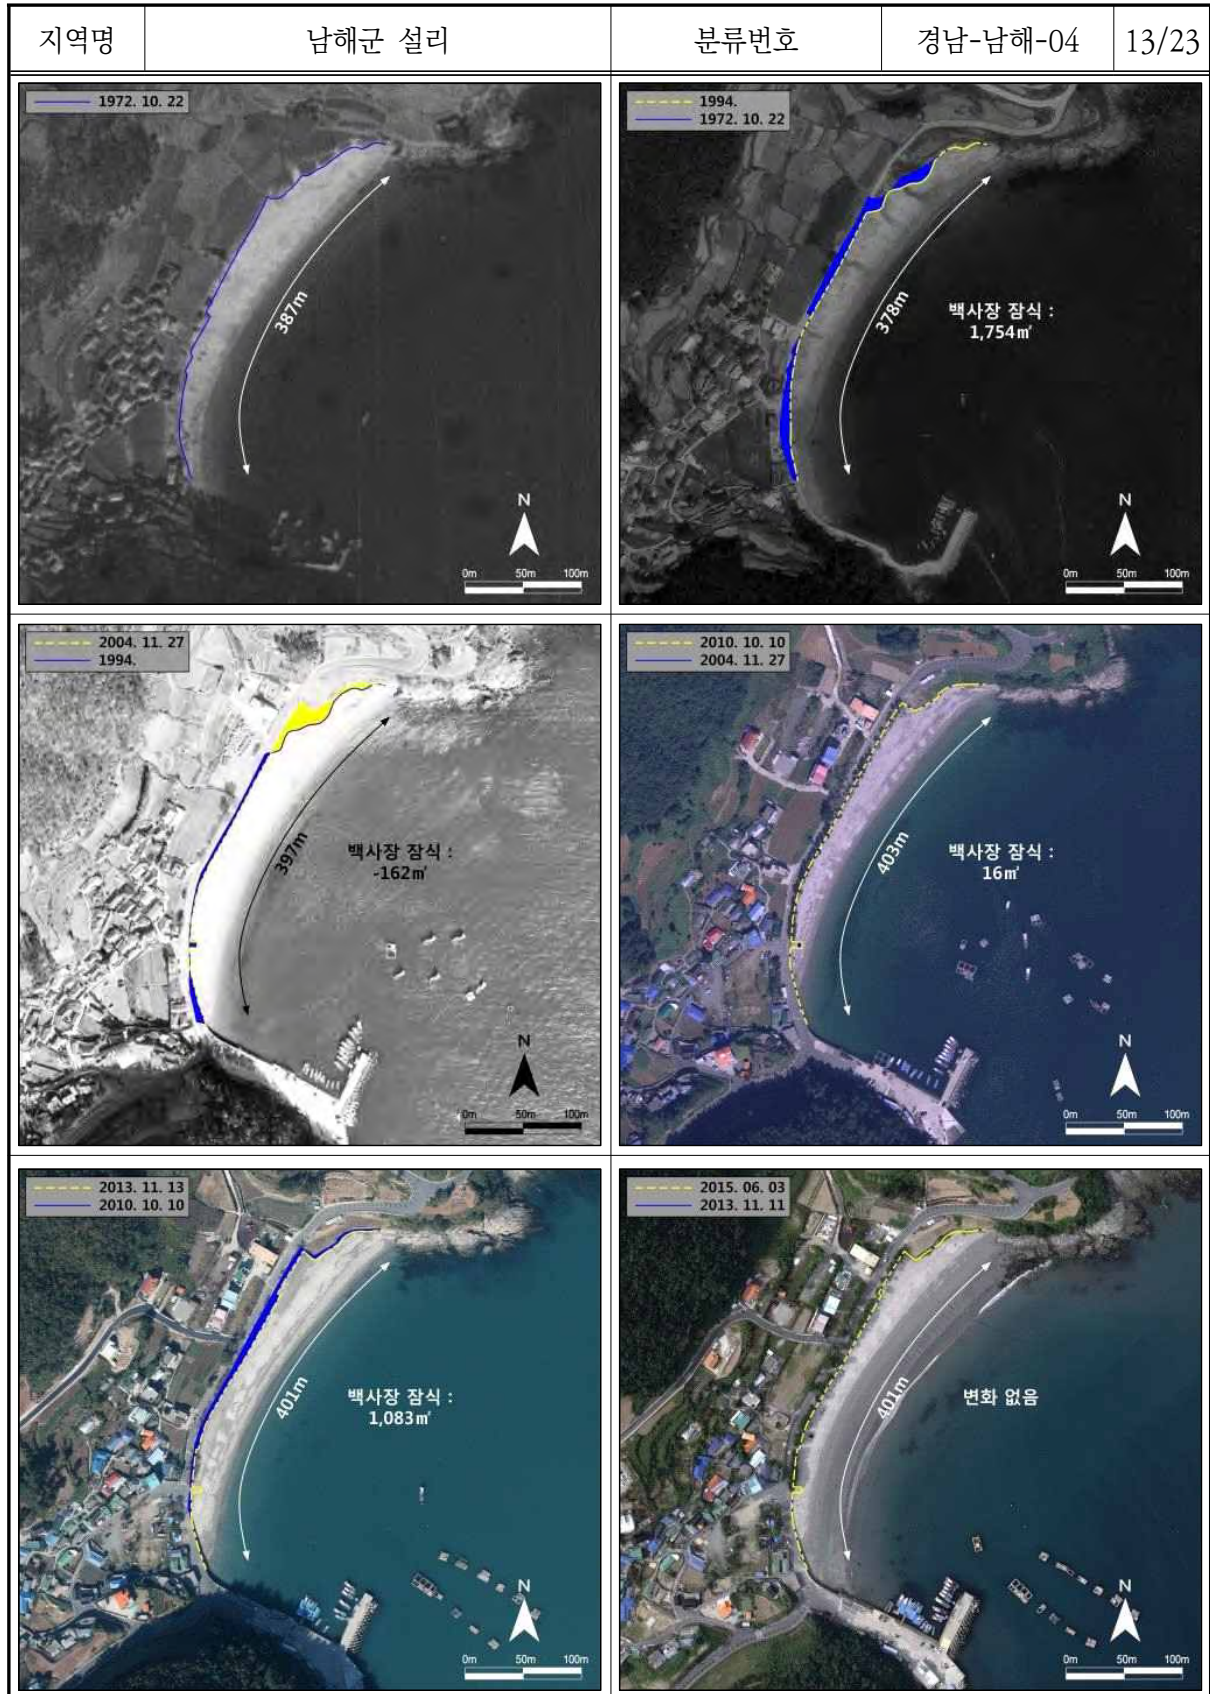 지역명 남해군 설리 분류번호 경남-남해-04 13/23
1972. 10. 22
387m
N
0m 50m 100m
1994.
1972. 10. 22
378m
백사장 잠식 :
1,754㎡
N
0m 50m 100m
2004. 11. 27
1994.
397m
백사장 잠식 :
-162㎡
N
0m 50m 100m
2010. 10. 10
2004. 11. 27
403m
백사장 잠식 :
16㎡
N
0m 50m 100m
2013. 11. 13
2010. 10. 10
401m
백사장 잠식 :
1,083㎡
N
0m 50m 100m
2015. 06. 03
2013. 11. 11
401m
변화 없음
N
0m 50m 100m